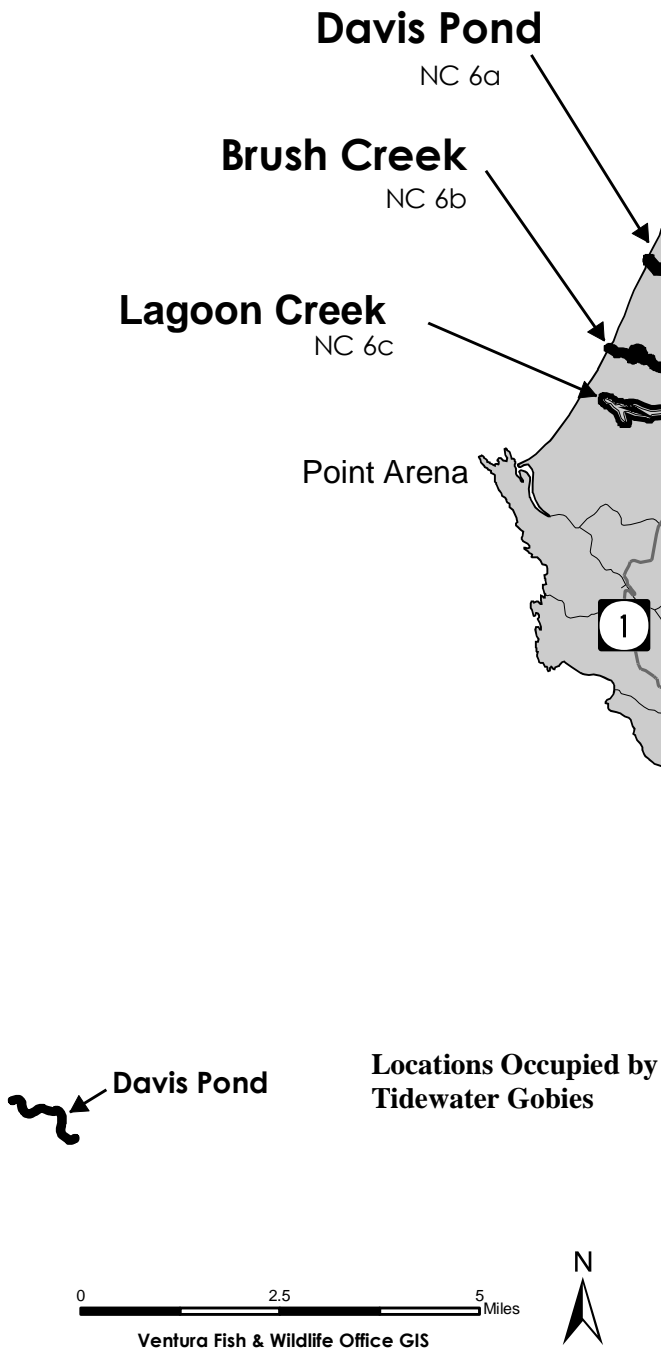 Davis Pond
NC 6a
Brush Creek
NC 6b
Lagoon Creek
NC 6c
Point Arena
1
Davis Pond
Locations Occupied by
Tidewater Gobies
N
0 2.5 5
Miles
Ventura Fish & Wildlife Office GIS